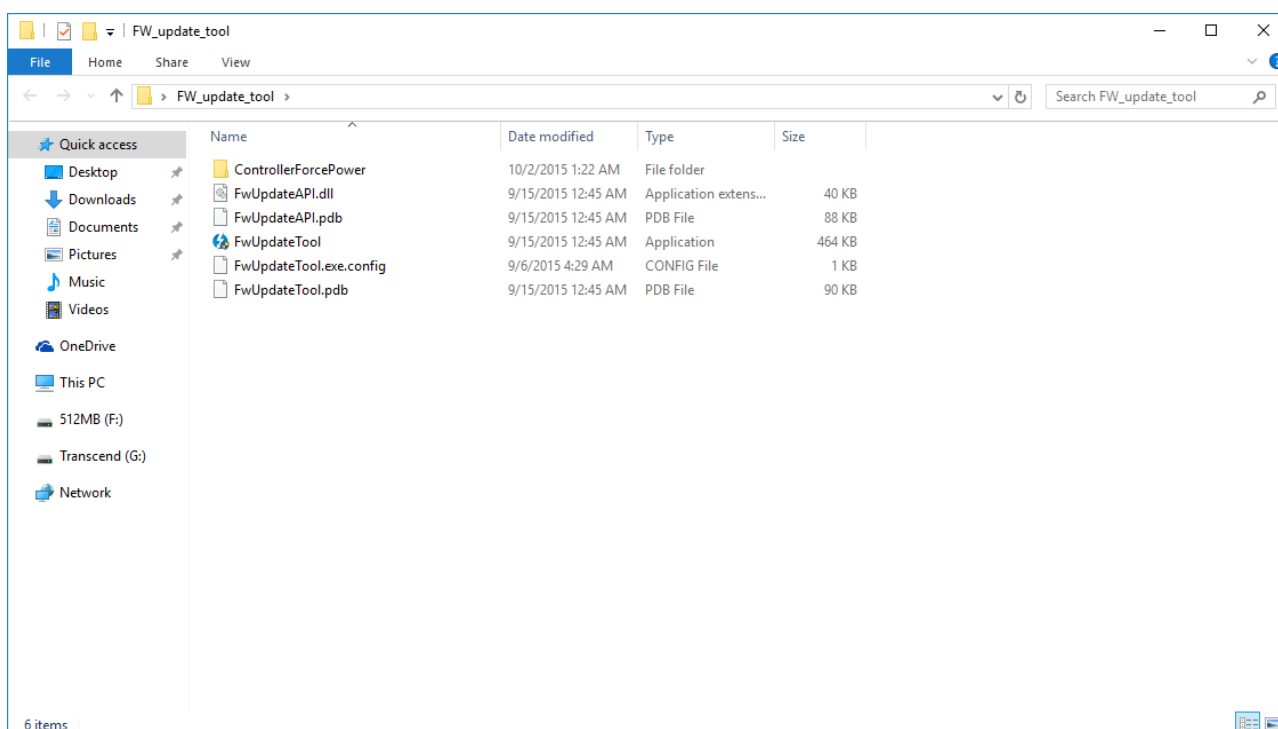 FW_update_tool
File Home Share View
FW_update_tool Search FW_update_tool
Name Date modified Type Size
Quick access
Desktop
Downloads
Documents
Pictures
Music
Videos
OneDrive
This PC
512MB (F:)
Transcend (G:)
Network
ControllerForcePower 10/2/2015 1:22 AM File folder
FwUpdateAPI.dll 9/15/2015 12:45 AM Application extens... 40 KB
FwUpdateAPI.pdb 9/15/2015 12:45 AM PDB File 88 KB
FwUpdateTool 9/15/2015 12:45 AM Application 464 KB
FwUpdateTool.exe.config 9/6/2015 4:29 AM CONFIG File 1 KB
FwUpdateTool.pdb 9/15/2015 12:45 AM PDB File 90 KB
6 items